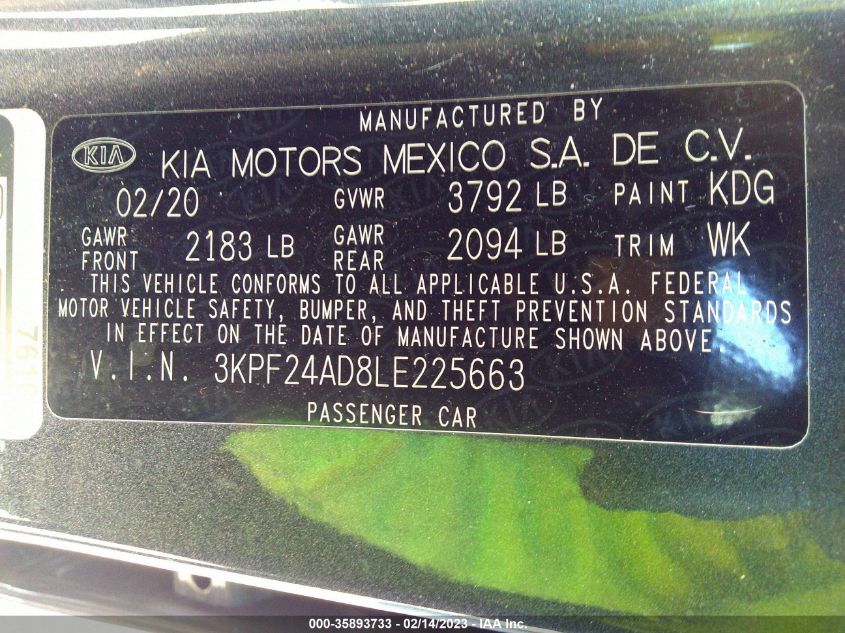 MANUFACTURED BY
KIA KIA MOTORS MEXICO S.A. DE C.V.
02/20 GVWR 3792 LB PAINT KDG
GAWR FRONT 2183 LB GAWR REAR 2094 LB TRIM WK
THIS VEHICLE CONFORMS TO ALL APPLICABLE U.S.A. FEDERAL
MOTOR VEHICLE SAFETY, BUMPER, AND THEFT PREVENTION STANDARDS
IN EFFECT ON THE DATE OF MANUFACTURE SHOWN ABOVE.
V.I.N. 3KPF24AD8LE225663
PASSENGER CAR
000-35893733 - 02/14/2023 - IAA Inc.